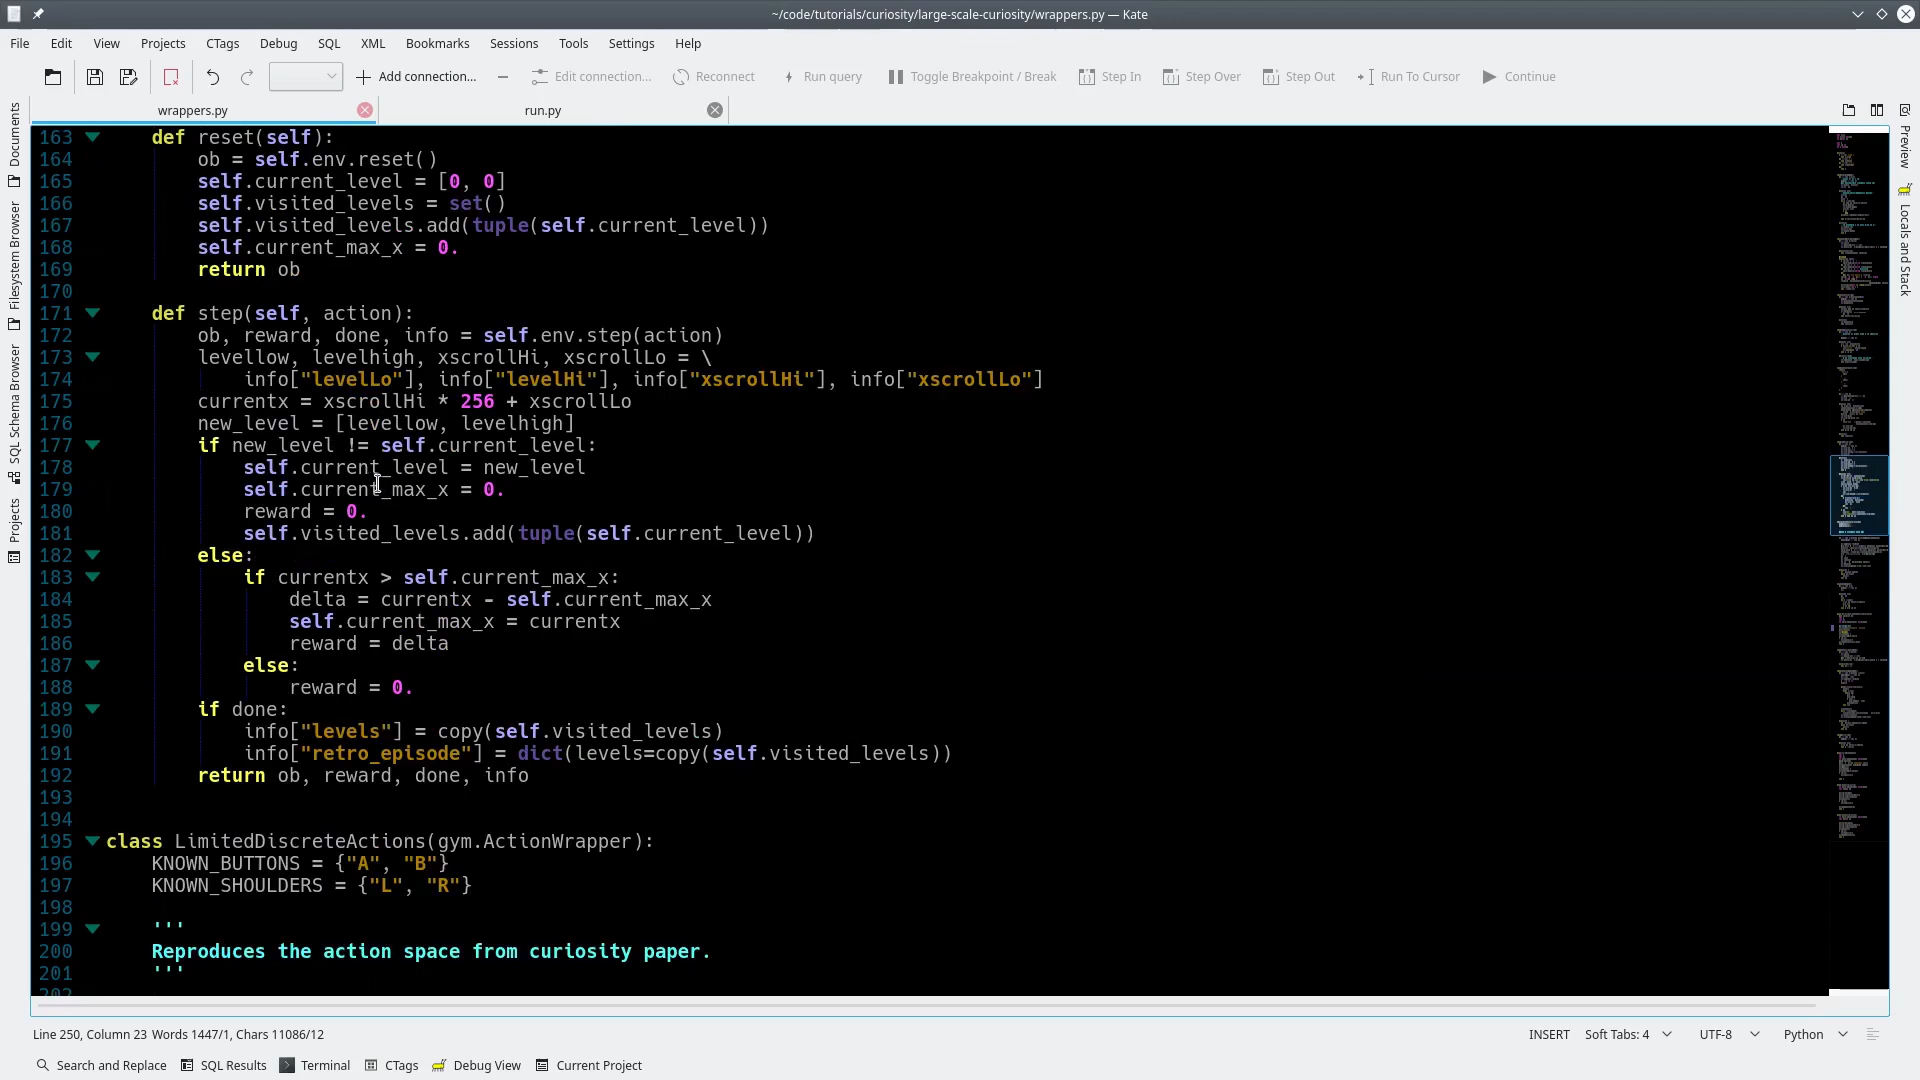 ~/code/tutorials/curiosity/large-scale-curiosity/wrappers.py — Kate
File Edit View Projects CTags Debug SQL XML Bookmarks Sessions Tools Settings Help
Add connection... Edit connection... Reconnect Run query Toggle Breakpoint / Break Step In Step Over Step Out Run To Cursor Continue
wrappers.py run.py
Documents
Filesystem Browser
SQL Schema Browser
Projects
163 def reset(self):
164 ob = self.env.reset()
165 self.current_level = [0, 0]
166 self.visited_levels = set()
167 self.visited_levels.add(tuple(self.current_level))
168 self.current_max_x = 0.
169 return ob
170
171 def step(self, action):
172 ob, reward, done, info = self.env.step(action)
173 levellow, levelhigh, xscrollHi, xscrollLo = \
174 info["levelLo"], info["levelHi"], info["xscrollHi"], info["xscrollLo"]
175 currentx = xscrollHi * 256 + xscrollLo
176 new_level = [levellow, levelhigh]
177 if new_level != self.current_level:
178 self.current_level = new_level
179 self.current_max_x = 0.
180 reward = 0.
181 self.visited_levels.add(tuple(self.current_level))
182 else:
183 if currentx > self.current_max_x:
184 delta = currentx - self.current_max_x
185 self.current_max_x = currentx
186 reward = delta
187 else:
188 reward = 0.
189 if done:
190 info["levels"] = copy(self.visited_levels)
191 info["retro_episode"] = dict(levels=copy(self.visited_levels))
192 return ob, reward, done, info
193
194
195 class LimitedDiscreteActions(gym.ActionWrapper):
196 KNOWN_BUTTONS = {"A", "B"}
197 KNOWN_SHOULDERS = {"L", "R"}
198
199 '''
200 Reproduces the action space from curiosity paper.
201 '''
202
Preview
Locals and Stack
Line 250, Column 23 Words 1447/1, Chars 11086/12 INSERT Soft Tabs: 4 UTF-8 Python
Search and Replace SQL Results Terminal CTags Debug View Current Project